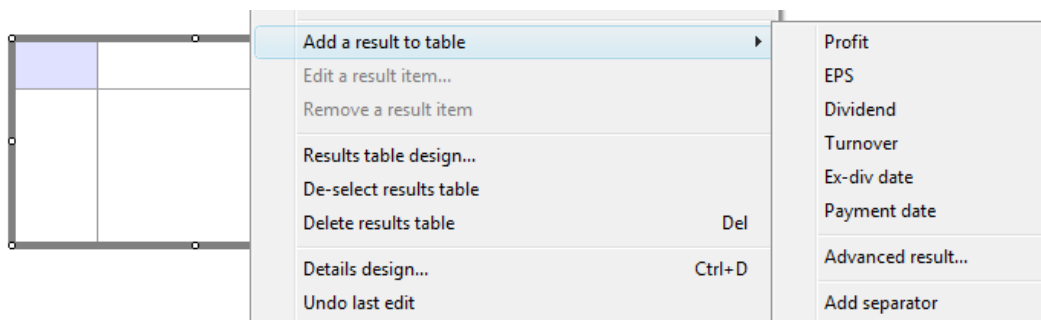 Add a result to table
Edit a result item...
Remove a result item
Results table design...
De-select results table
Delete results table Del
Details design... Ctrl+D
Undo last edit
Profit
EPS
Dividend
Turnover
Ex-div date
Payment date
Advanced result...
Add separator